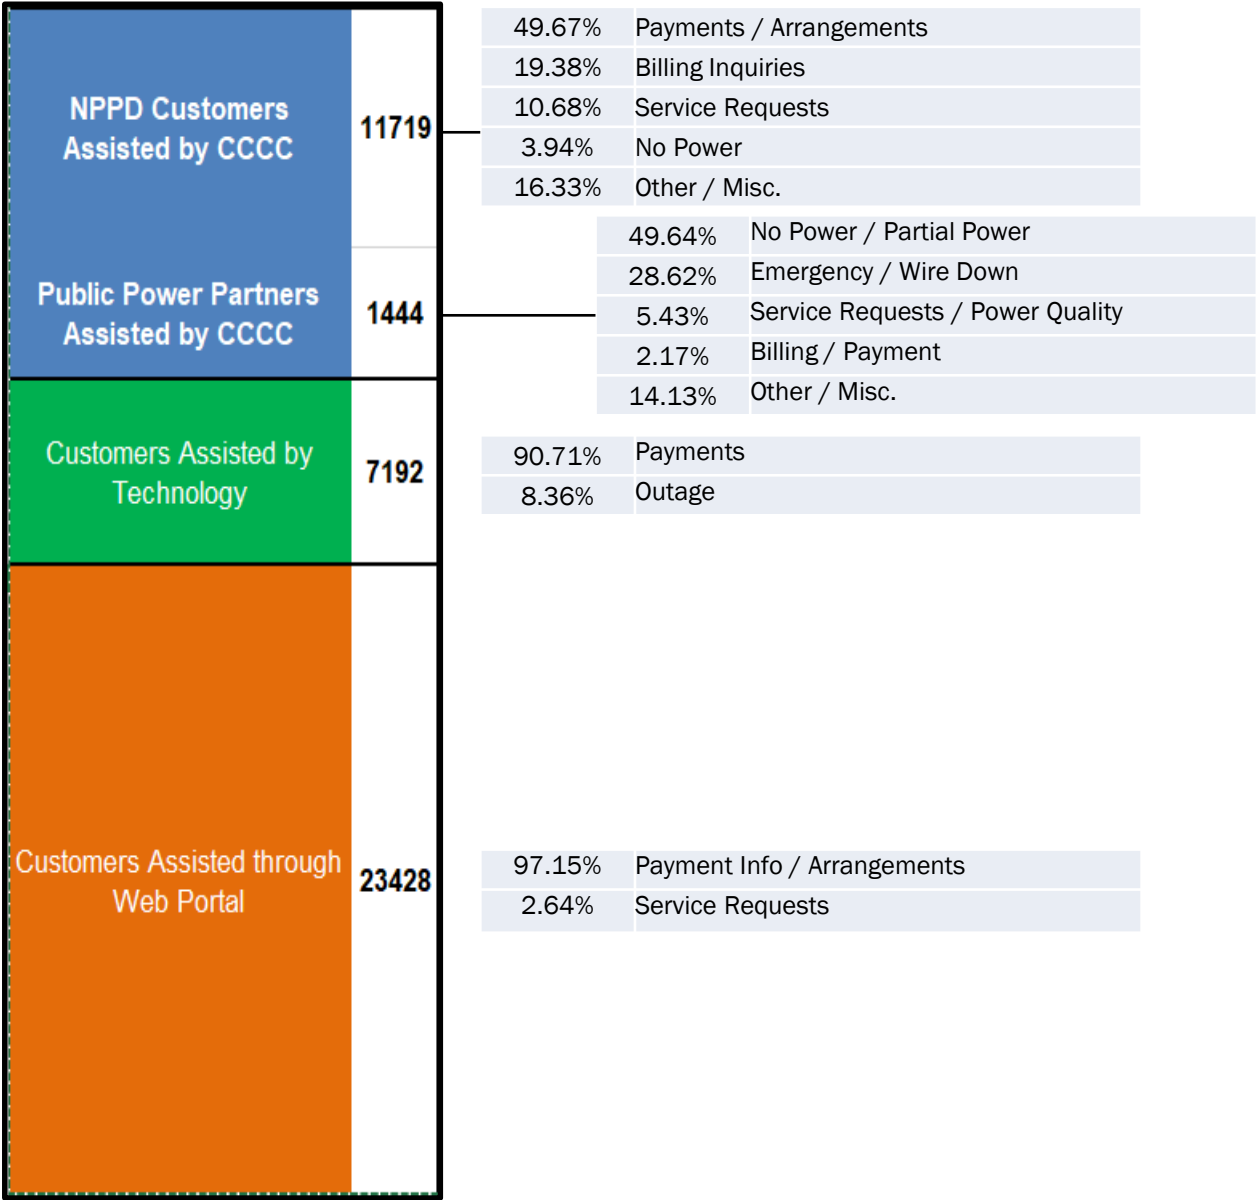 NPPD Customers
Assisted by CCCC
11719
49.67% Payments / Arrangements
19.38% Billing Inquiries
10.68% Service Requests
3.94% No Power
16.33% Other / Misc.
Public Power Partners
Assisted by CCCC
1444
49.64% No Power / Partial Power
28.62% Emergency / Wire Down
5.43% Service Requests / Power Quality
2.17% Billing / Payment
14.13% Other / Misc.
Customers Assisted by
Technology
7192
90.71% Payments
8.36% Outage
Customers Assisted through
Web Portal
23428
97.15% Payment Info / Arrangements
2.64% Service Requests